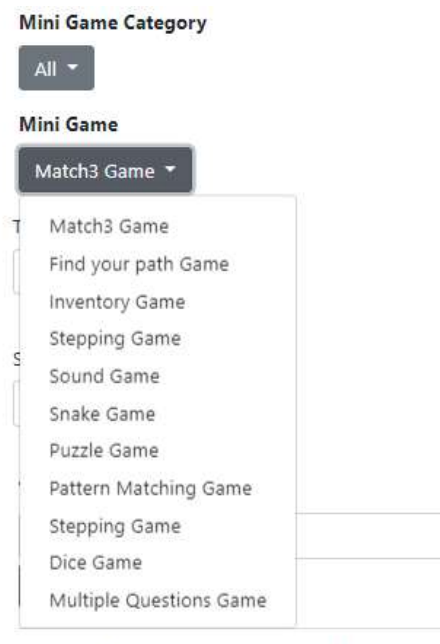 Mini Game Category
All
Mini Game
Match3 Game
Match3 Game
Find your path Game
Inventory Game
Stepping Game
Sound Game
Snake Game
Puzzle Game
Pattern Matching Game
Stepping Game
Dice Game
Multiple Questions Game